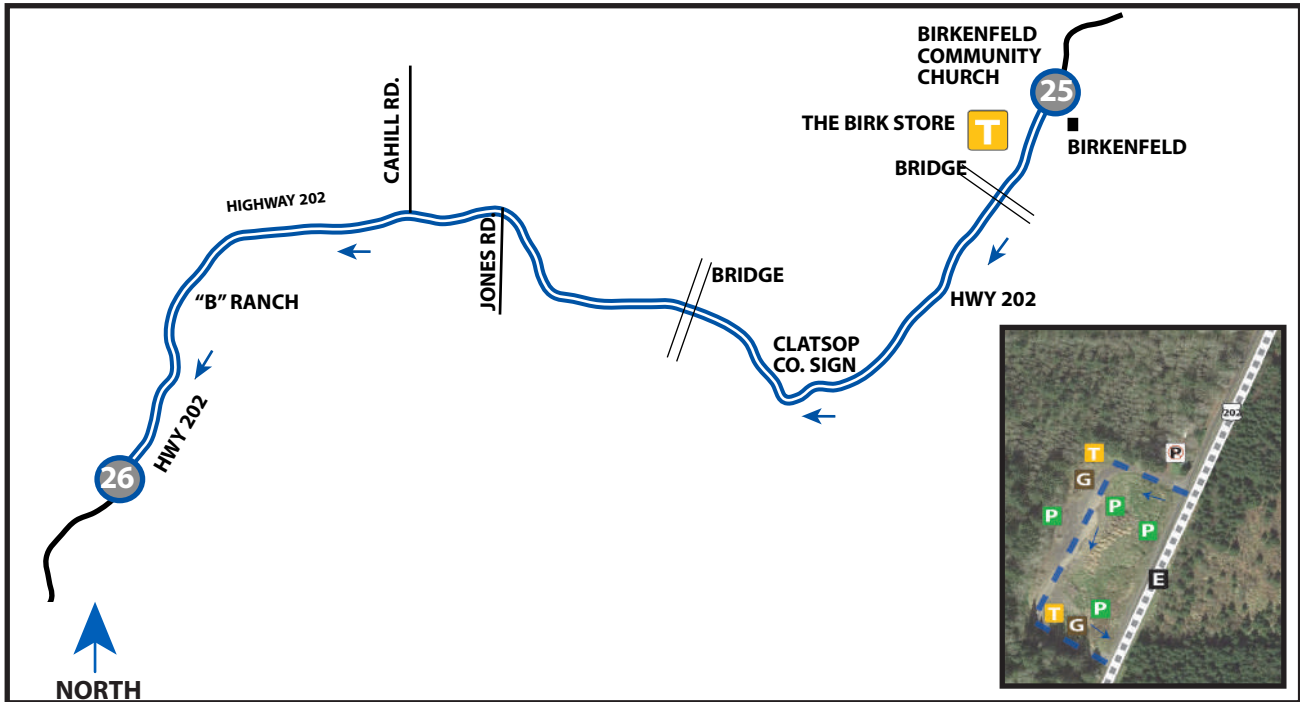 BIRKENFELD
COMMUNITY
CHURCH
25
THE BIRK STORE
T
BIRKENFELD
BRIDGE
CAHILL RD.
HIGHWAY 202
JONES RD.
BRIDGE
HWY 202
"B" RANCH
CLATSOP
CO. SIGN
HWY 202
26
NORTH
202
T
P
G
P
P
P
E
T
P
G